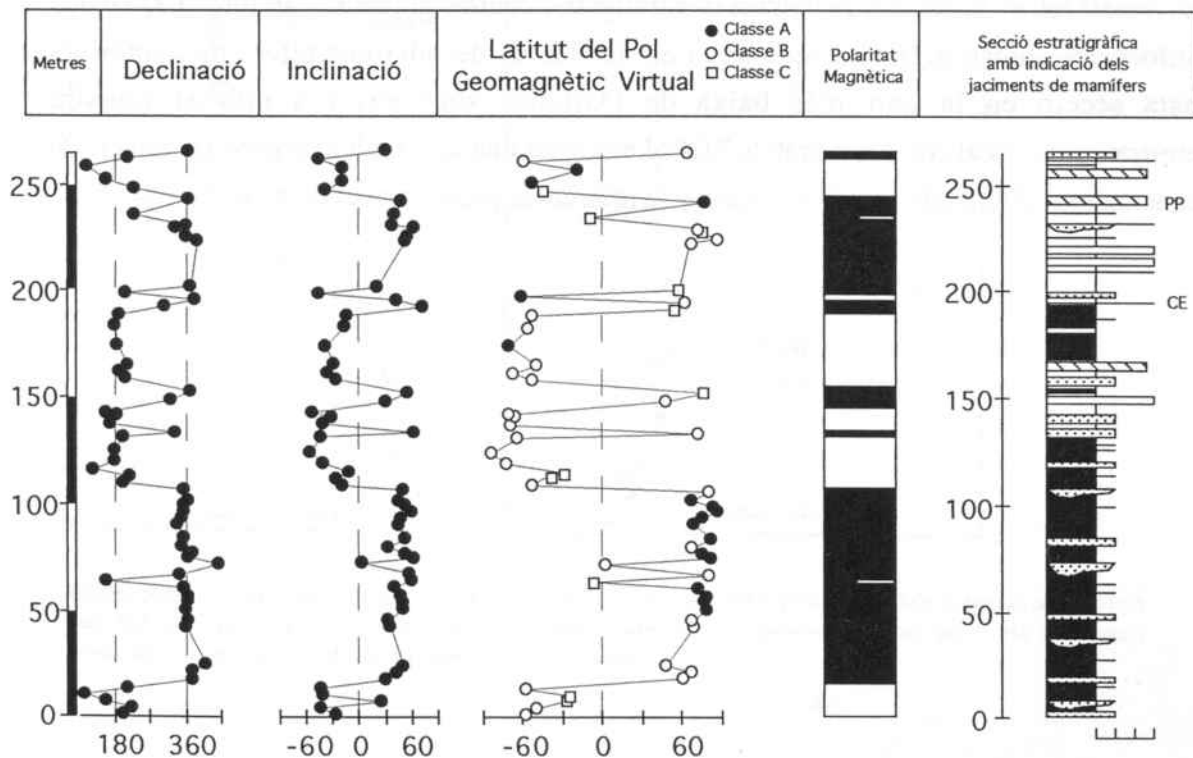 Metres
Declinació
Inclinació
Latitut del Pol
Geomagnètic Virtual
Classe A
Classe B
Classe C
Polaritat
Magnètica
Secció estratigràfica
amb indicació dels
jaciments de mamífers
250
200
150
100
50
0
180 360
-60 0 60
-60 0 60
250
200
150
100
50
0
PP
CE